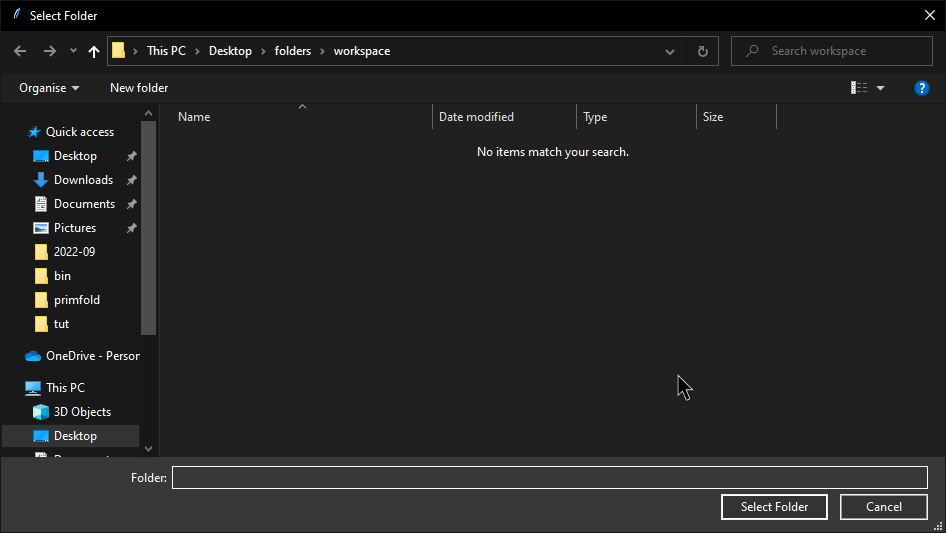 Select Folder
This PC > Desktop > folders > workspace
Search workspace
Organise
New folder
?
Name
Date modified
Type
Size
No items match your search.
Quick access
Desktop
Downloads
Documents
Pictures
2022-09
bin
primfold
tut
OneDrive - Person
This PC
3D Objects
Desktop
Folder:
Select Folder
Cancel